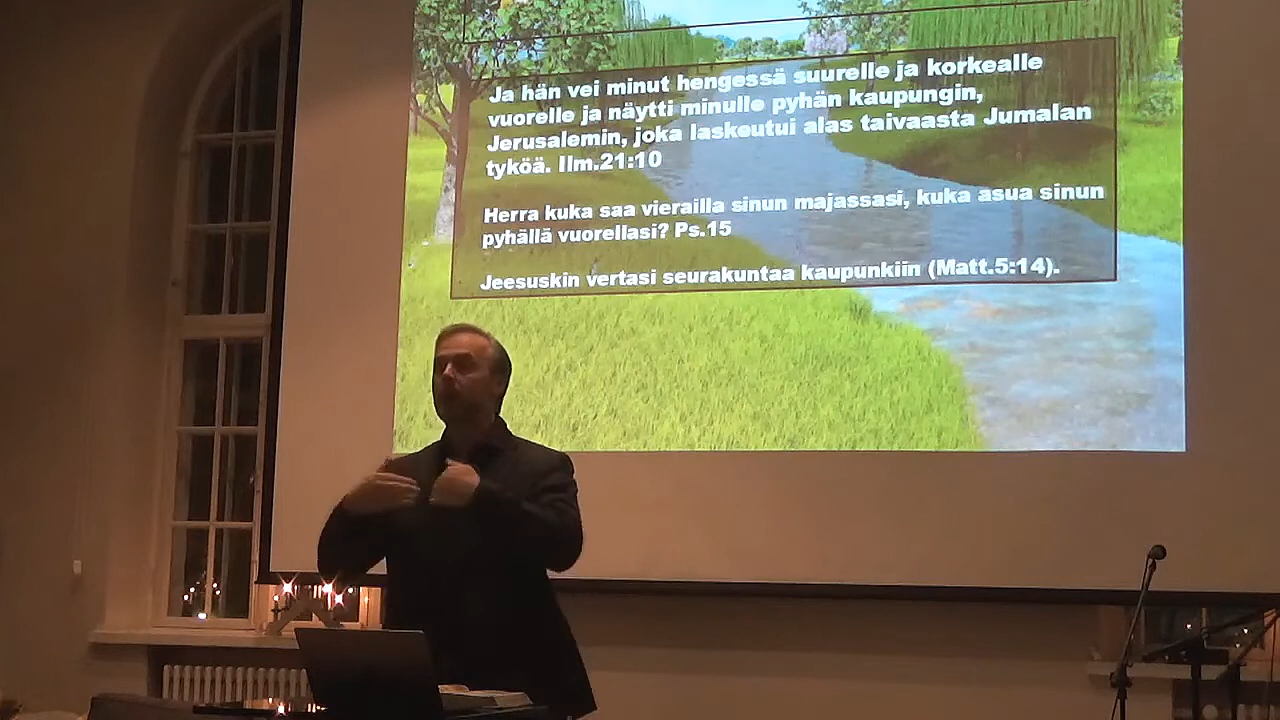 Ja hän vei minut hengessä suurelle ja korkealle
vuorelle ja näytti minulle pyhän kaupungin,
Jerusalemin, joka laskeutui alas taivaasta Jumalan
tyköä. Ilm.21:10
Herra kuka saa vierailla sinun majassasi, kuka asua sinun
pyhällä vuorellasi? Ps.15
Jeesuskin vertasi seurakuntaa kaupunkiin (Matt.5:14).